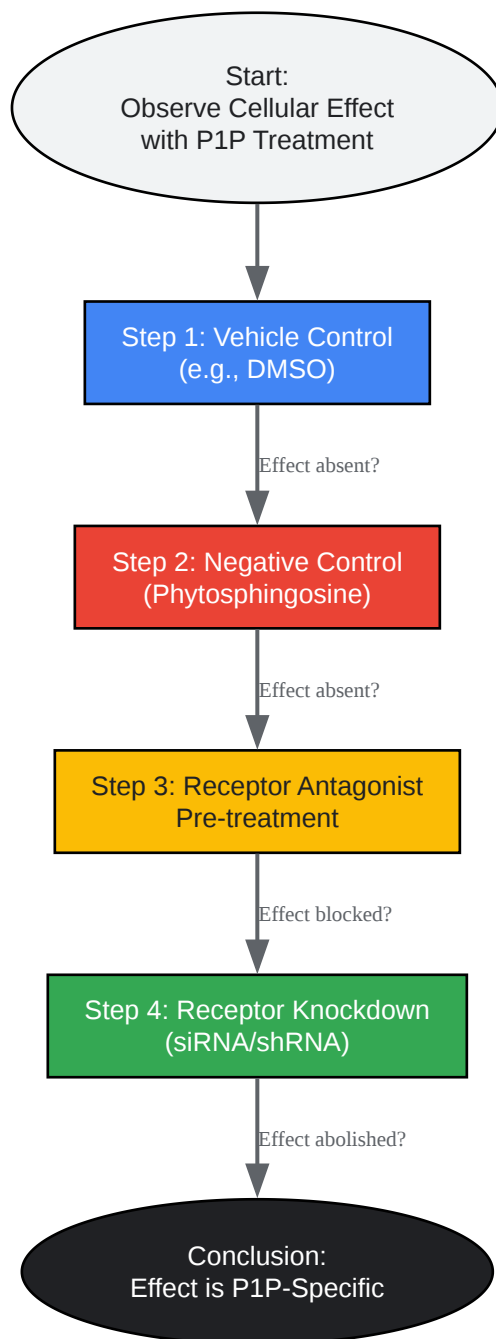 Start:
Observe Cellular Effect
with P1P Treatment
Step 1: Vehicle Control
(e.g., DMSO)
Effect absent?
Step 2: Negative Control
(Phytosphingosine)
Effect absent?
Step 3: Receptor Antagonist
Pre-treatment
Effect blocked?
Step 4: Receptor Knockdown
(siRNA/shRNA)
Effect abolished?
Conclusion:
Effect is P1P-Specific